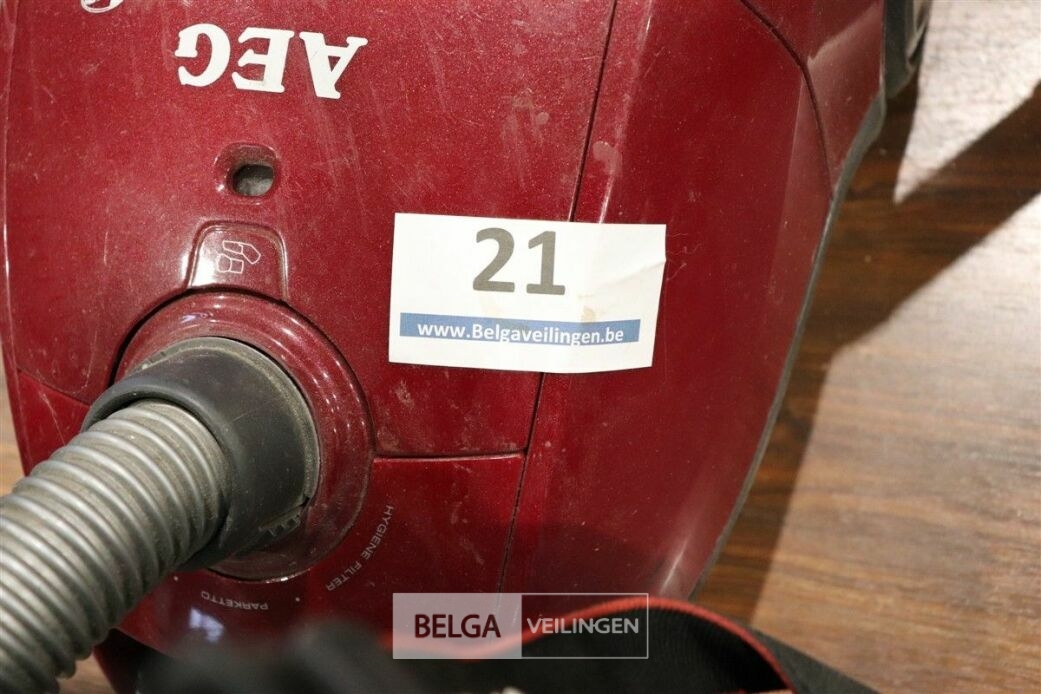 AEG
21
www.Belgaveilingen.be
HYGIENE FILTER
PARKETTO
BELGA VEILINGEN